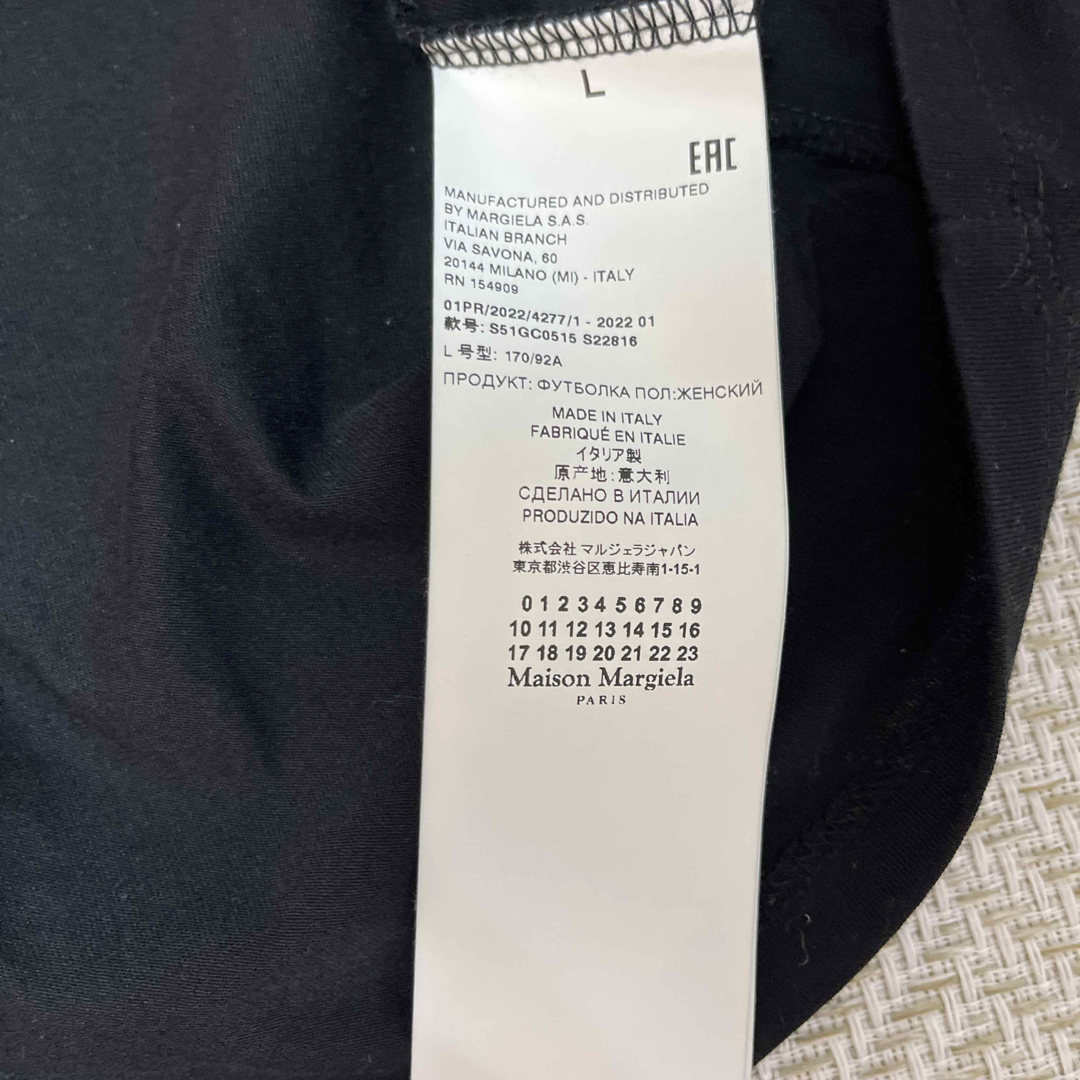 L
EAC
MANUFACTURED AND DISTRIBUTED
BY MARGIELA S.A.S.
ITALIAN BRANCH
VIA SAVONA, 60
20144 MILANO (MI) - ITALY
RN 154909
01PR/2022/4277/1 - 2022 01
款号: S51GC0515 S22816
L 号型: 170/92A
ПРОДУКТ: ФУТБОЛКА ПОЛ:ЖЕНСКИЙ
MADE IN ITALY
FABRIQUÉ EN ITALIE
イタリア製
原产地:意大利
СДЕЛАНО В ИТАЛИИ
PRODUZIDO NA ITALIA
株式会社 マルジェラジャパン
東京都渋谷区恵比寿南1-15-1
0 1 2 3 4 5 6 7 8 9
10 11 12 13 14 15 16
17 18 19 20 21 22 23
Maison Margiela
PARIS